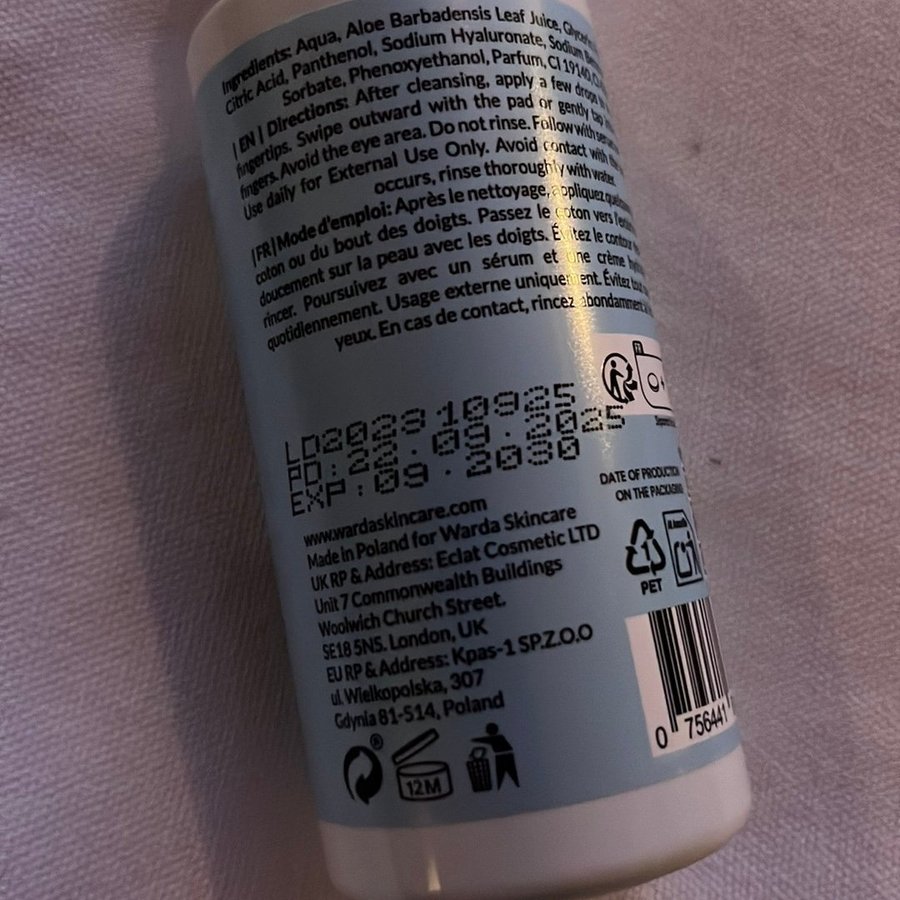 Ingredients: Aqua, Aloe Barbadensis Leaf Juice,
Citric Acid, Panthenol, Sodium Hyaluronate, Sodium
Sorbate, Phenoxyethanol, Parfum, CI 19140,
| EN | Directions: After cleansing, apply a few drops
fingertips. Swipe outward with the pad or gently tap
fingers. Avoid the eye area. Do not rinse. Follow with
Use daily for External Use Only. Avoid contact with
occurs, rinse thoroughly with water.
|FR| Mode d'emploi: Après le nettoyage, appliquez
coton ou du bout des doigts. Passez le coton vers
doucement sur la peau avec les doigts. Évitez le contour
rincer. Poursuivez avec un sérum et une crème
quotidiennement. Usage externe uniquement. Évitez tout
yeux. En cas de contact, rincez abondamment à
LD202310925
PD:22.09.2025
EXP:09.2030
DATE OF PRODUCTION
ON THE PACKAGING
www.wardaskincare.com
Made in Poland for Warda Skincare
UK RP & Address: Eclat Cosmetic LTD
Unit 7 Commonwealth Buildings
Woolwich Church Street.
SE18 5NS. London, UK
EU RP & Address: Kpas-1 SP.Z.O.O
ul. Wielkopolska, 307
Gdynia 81-514, Poland
1
PET
12M
0 756441